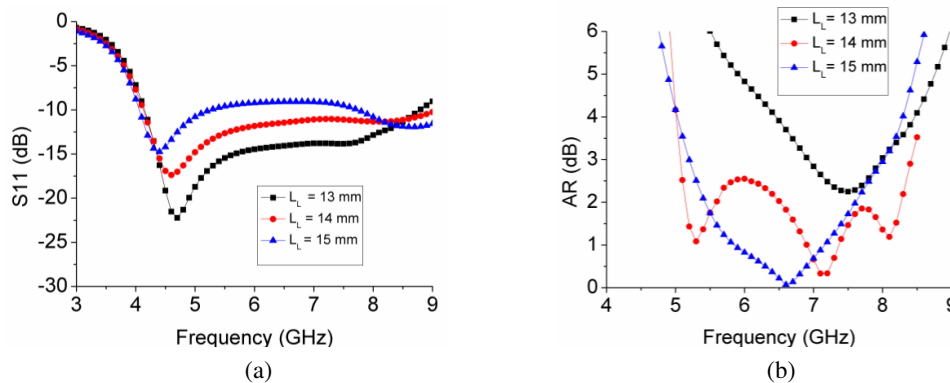 0
-5
-10
-15
-20
-25
-30
S11 (dB)
3 4 5 6 7 8 9
Frequency (GHz)
L_L = 13 mm
L_L = 14 mm
L_L = 15 mm
(a)
6
5
4
3
2
1
0
AR (dB)
4 5 6 7 8 9
Frequency (GHz)
L_L = 13 mm
L_L = 14 mm
L_L = 15 mm
(b)